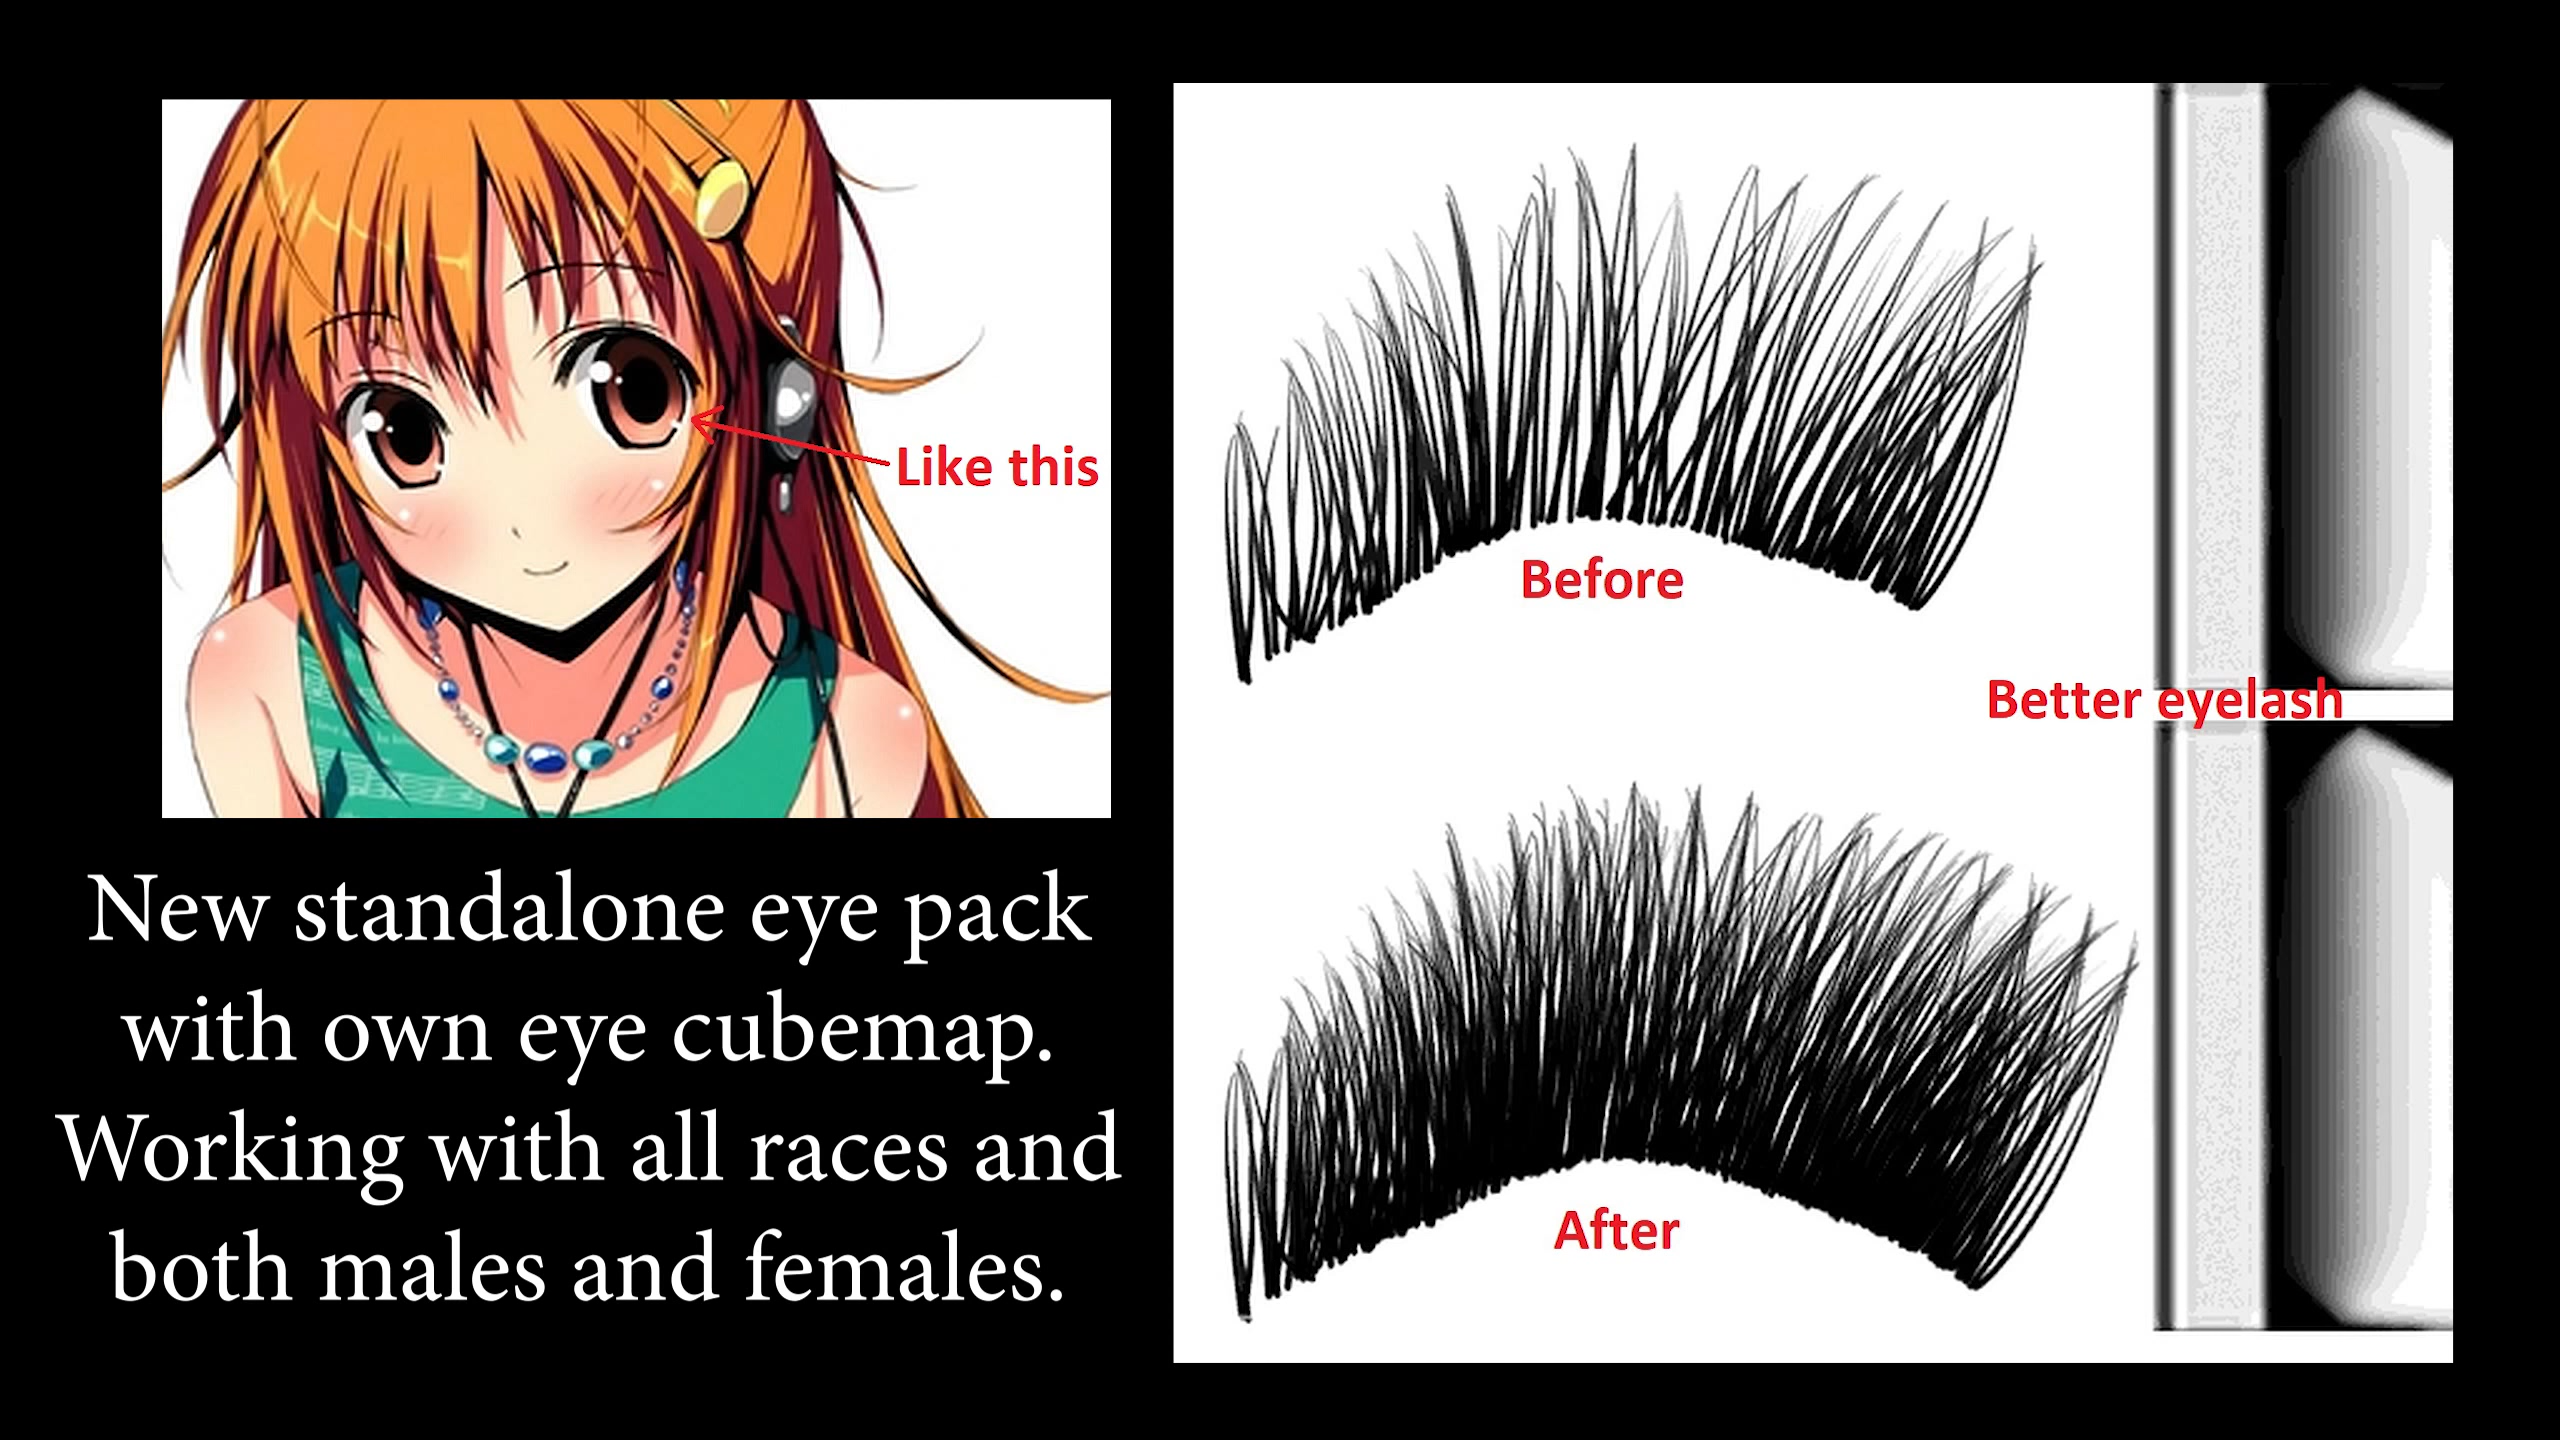 Like this
New standalone eye pack
with own eye cubemap.
Working with all races and
both males and females.
Before
Better eyelash
After